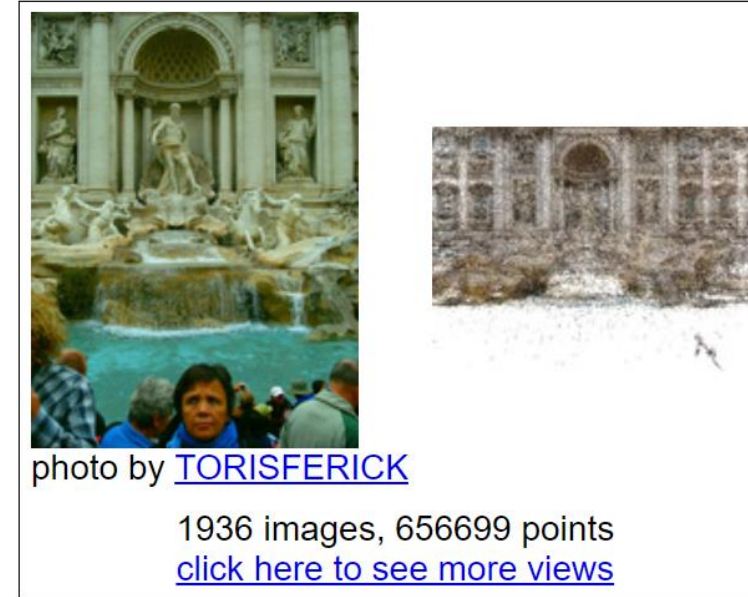 photo by TORISFERICK
1936 images, 656699 points
click here to see more views